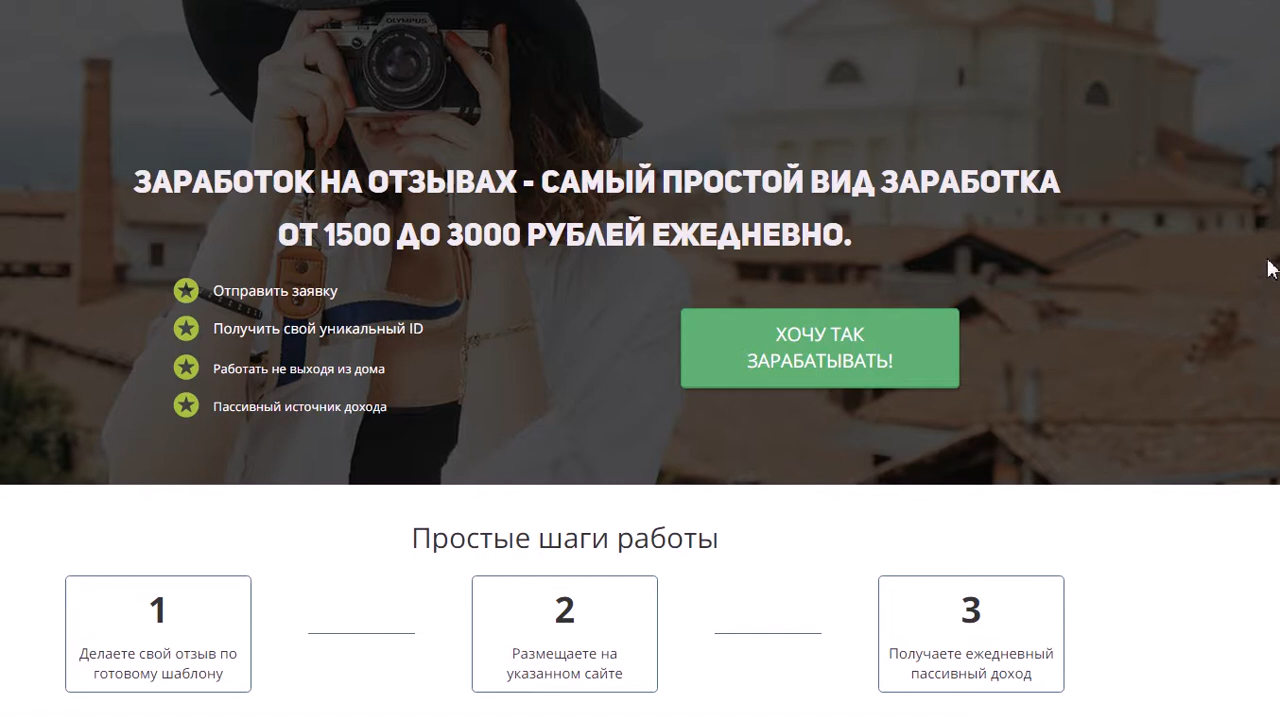 OLYMPUS
ЗАРАБОТОК НА ОТЗЫВАХ - САМЫЙ ПРОСТОЙ ВИД ЗАРАБОТКА
ОТ 1500 ДО 3000 РУБЛЕЙ ЕЖЕДНЕВНО.
Отправить заявку
Получить свой уникальный ID
Работать не выходя из дома
Пассивный источник дохода
ХОЧУ ТАК
ЗАРАБАТЫВАТЬ!
Простые шаги работы
1
Делаете свой отзыв по
готовому шаблону
2
Размещаете на
указанном сайте
3
Получаете ежедневный
пассивный доход